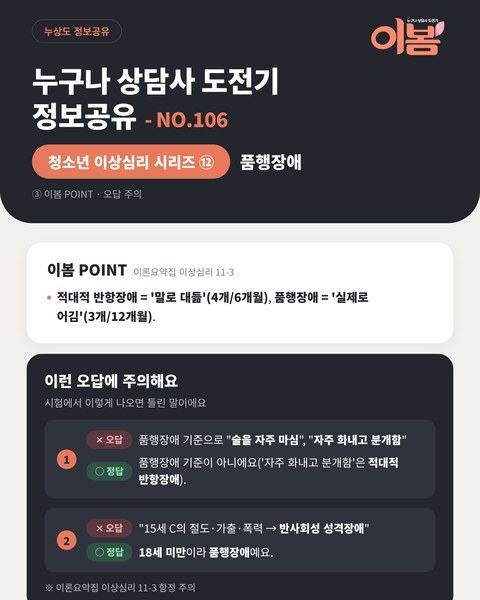 누상도 정보공유
누구나 상담사 도전기
이봄
누구나 상담사 도전기
정보공유 - NO.106
청소년 이상심리 시리즈 ⑫ 품행장애
③ 이봄 POINT · 오답 주의
이봄 POINT 이론요약집 이상심리 11-3
• 적대적 반항장애 = '말로 대듦'(4개/6개월), 품행장애 = '실제로
어김'(3개/12개월).
이런 오답에 주의해요
시험에서 이렇게 나오면 틀린 말이에요
1
× 오답 품행장애 기준으로 "술을 자주 마심", "자주 화내고 분개함"
○ 정답 품행장애 기준이 아니에요('자주 화내고 분개함'은 적대적
반항장애).
2
× 오답 "15세 C의 절도·가출·폭력 → 반사회성 성격장애"
○ 정답 18세 미만이라 품행장애예요.
※ 이론요약집 이상심리 11-3 함정 주의